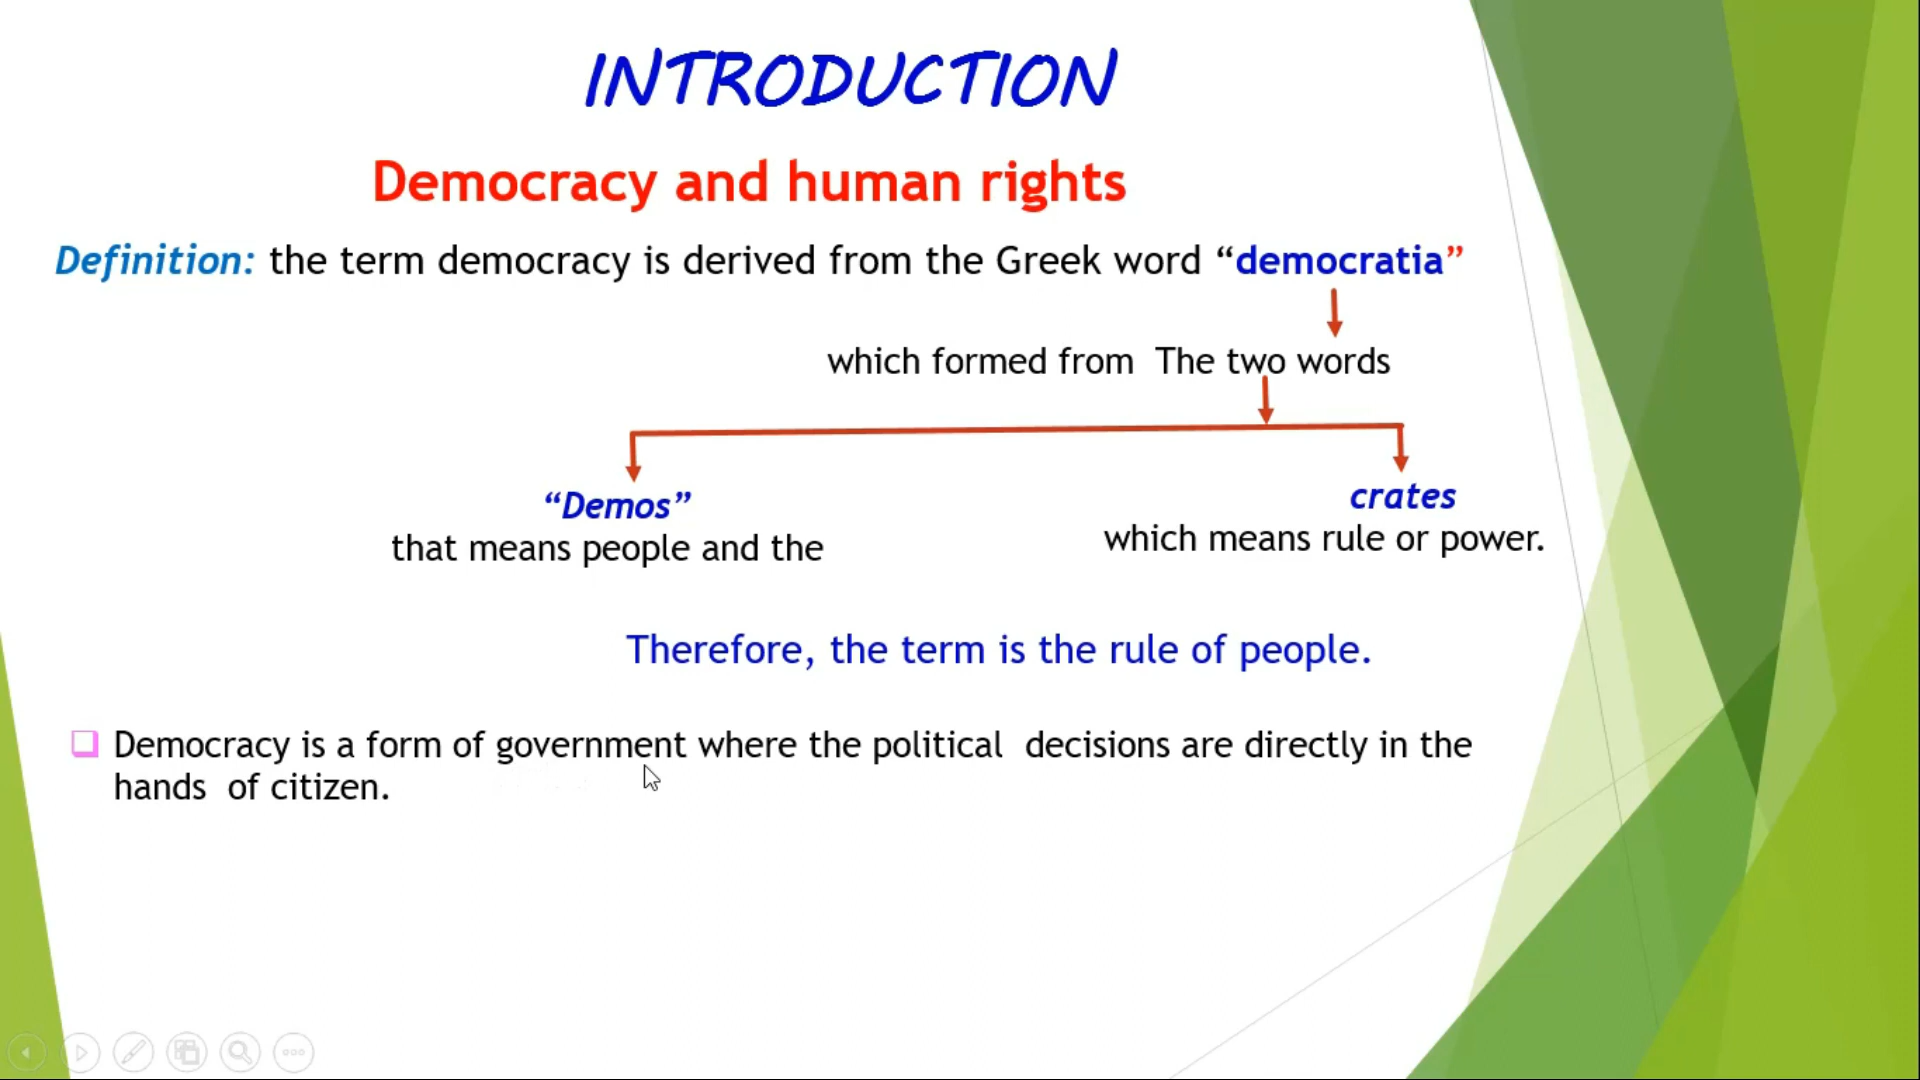 INTRODUCTION
Democracy and human rights
Definition: the term democracy is derived from the Greek word “democratia”
which formed from The two words
“Demos”
that means people and the
crates
which means rule or power.
Therefore, the term is the rule of people.
Democracy is a form of government where the political decisions are directly in the
hands of citizen.